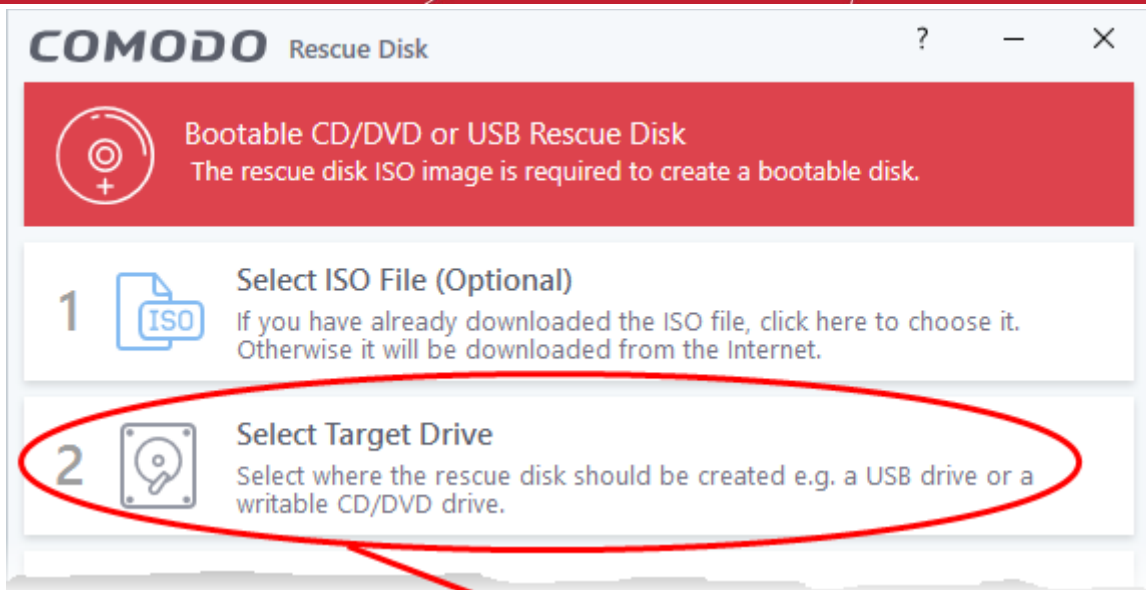 COMODO Rescue Disk ?
Bootable CD/DVD or USB Rescue Disk
The rescue disk ISO image is required to create a bootable disk.
1
ISO
Select ISO File (Optional)
If you have already downloaded the ISO file, click here to choose it.
Otherwise it will be downloaded from the Internet.
2
Select Target Drive
Select where the rescue disk should be created e.g. a USB drive or a
writable CD/DVD drive.